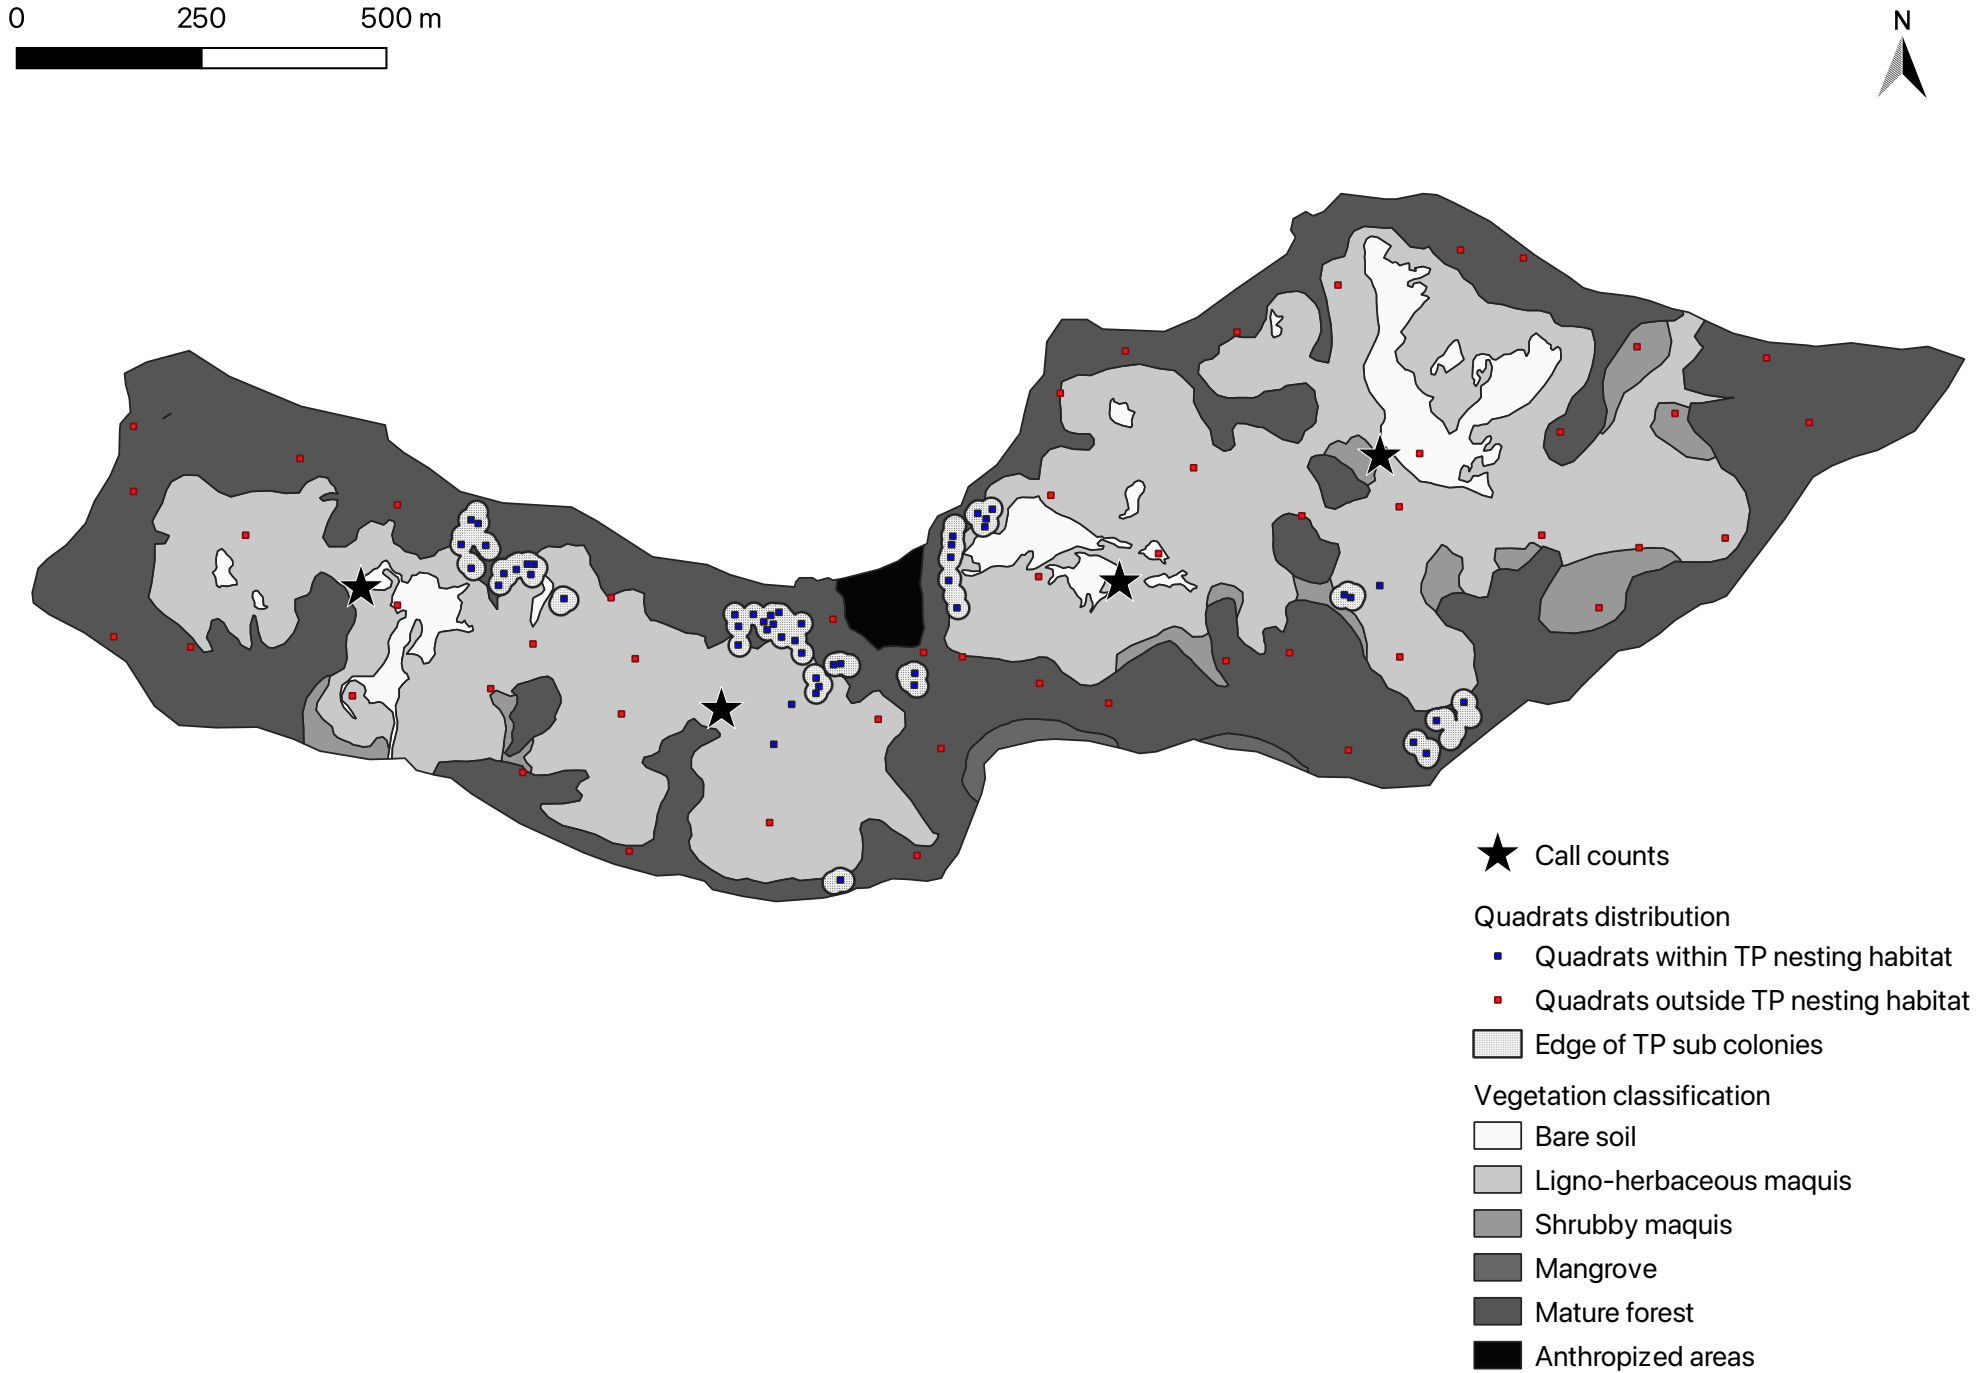 0 250 500 m
N
Call counts
Quadrats distribution
Quadrats within TP nesting habitat
Quadrats outside TP nesting habitat
Edge of TP sub colonies
Vegetation classification
Bare soil
Ligno-herbaceous maquis
Shrubby maquis
Mangrove
Mature forest
Anthropized areas